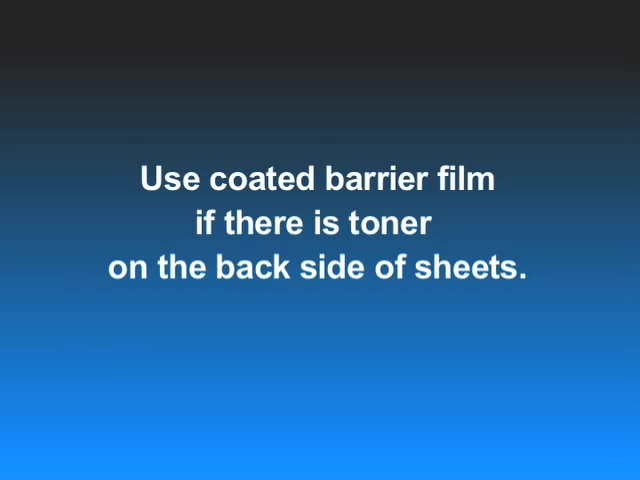 Use coated barrier film
if there is toner
on the back side of sheets.